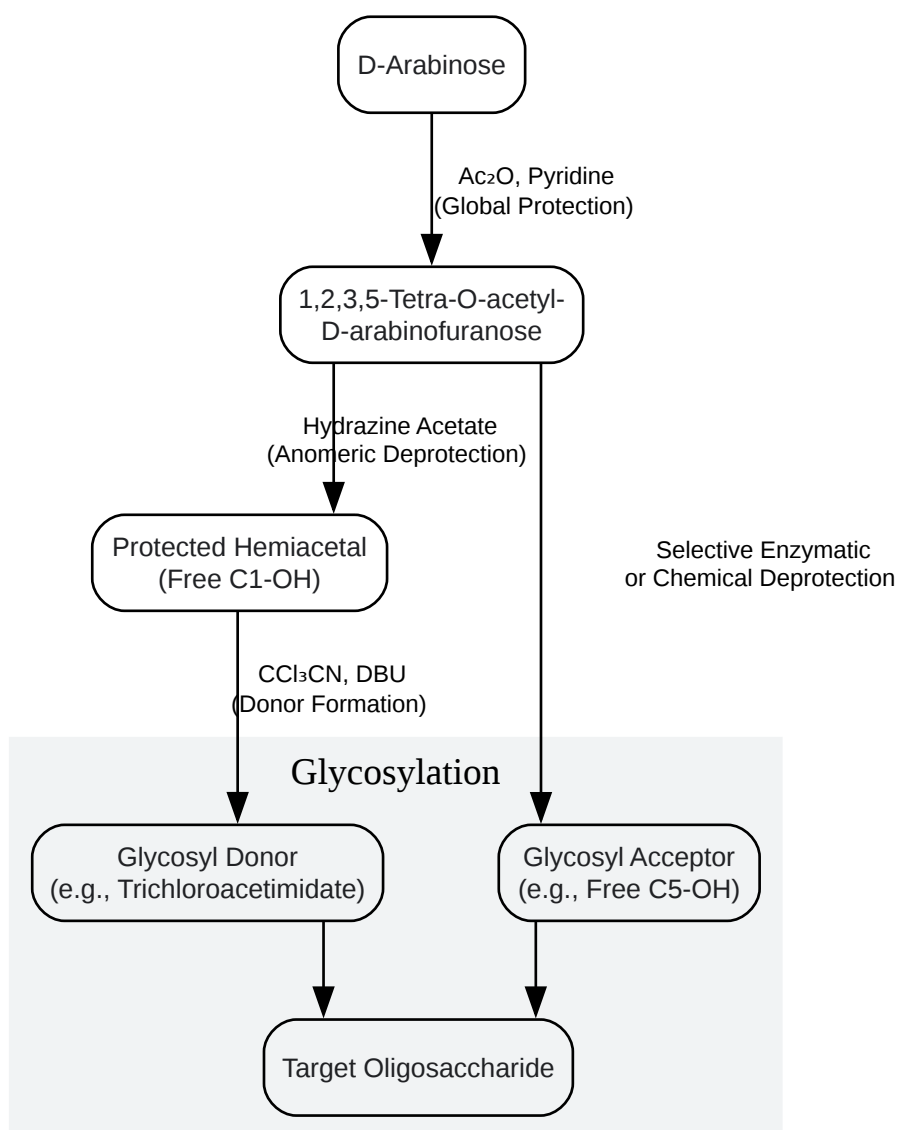 D-Arabinose
Ac₂O, Pyridine
(Global Protection)
1,2,3,5-Tetra-O-acetyl-
D-arabinofuranose
Hydrazine Acetate
(Anomeric Deprotection)
Protected Hemiacetal
(Free C1-OH)
Selective Enzymatic
or Chemical Deprotection
CCl₃CN, DBU
(Donor Formation)
Glycosylation
Glycosyl Donor
(e.g., Trichloroacetimidate)
Glycosyl Acceptor
(e.g., Free C5-OH)
Target Oligosaccharide